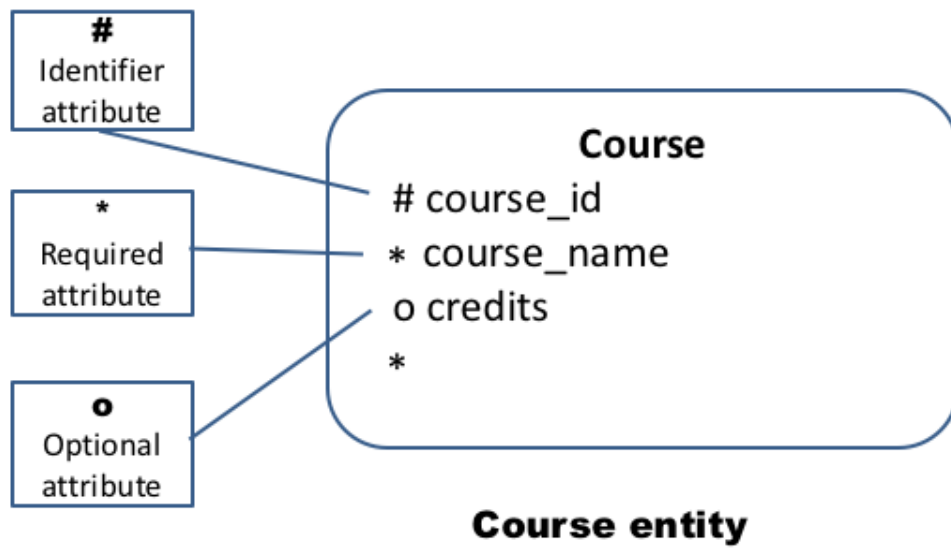 #
Identifier
attribute
*
Required
attribute
o
Optional
attribute
Course
# course_id
* course_name
o credits
*
Course entity